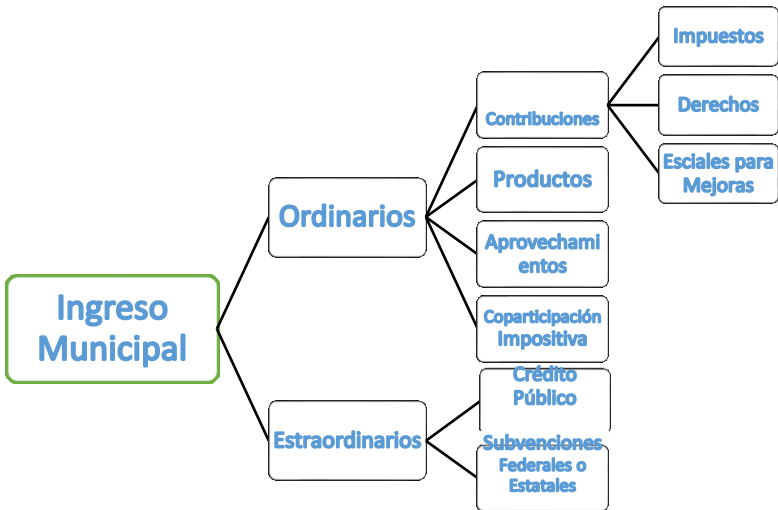 Ingreso
Municipal
Ordinarios
Contribuciones
Impuestos
Derechos
Esciales para
Mejoras
Productos
Aprovechami
entos
Coparticipación
Impositiva
Estraordinarios
Crédito
Público
Subvenciones
Federales o
Estatales